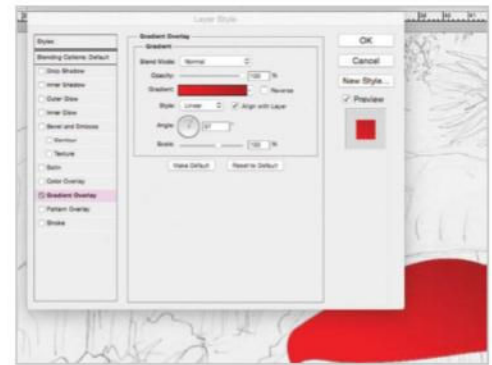 Layer Style
Styles
Blending Options: Default
Drop Shadow
Inner Shadow
Outer Glow
Inner Glow
Bevel and Emboss
Contour
Texture
Satin
Color Overlay
Gradient Overlay
Pattern Overlay
Stroke
Gradient Overlay
Gradient
Blend Mode: Normal
Opacity: 100 %
Gradient: Reverse
Style: Linear Align with Layer
Angle:
Scale: 100 %
Make Default Reset to Default
OK
Cancel
New Style...
Preview